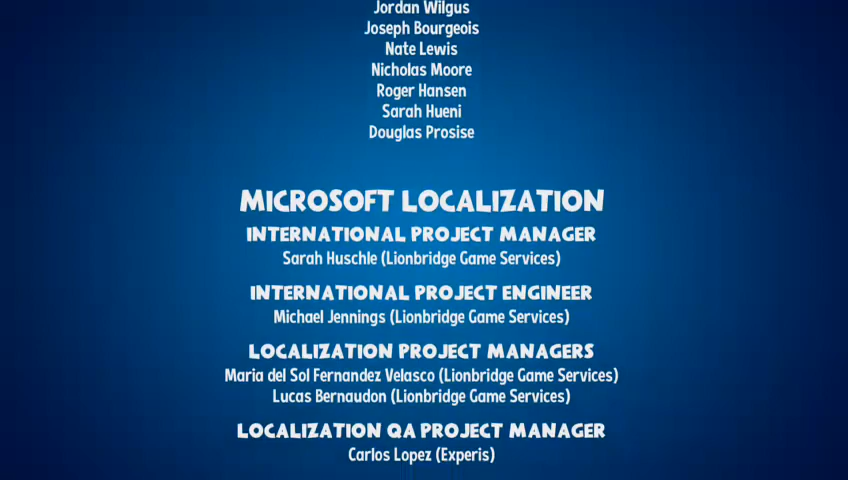 Jordan Wilgus
Joseph Bourgeois
Nate Lewis
Nicholas Moore
Roger Hansen
Sarah Hueni
Douglas Prosise
MICROSOFT LOCALIZATION
INTERNATIONAL PROJECT MANAGER
Sarah Huschle (Lionbridge Game Services)
INTERNATIONAL PROJECT ENGINEER
Michael Jennings (Lionbridge Game Services)
LOCALIZATION PROJECT MANAGERS
Maria del Sol Fernandez Velasco (Lionbridge Game Services)
Lucas Bernaudon (Lionbridge Game Services)
LOCALIZATION QA PROJECT MANAGER
Carlos Lopez (Experis)